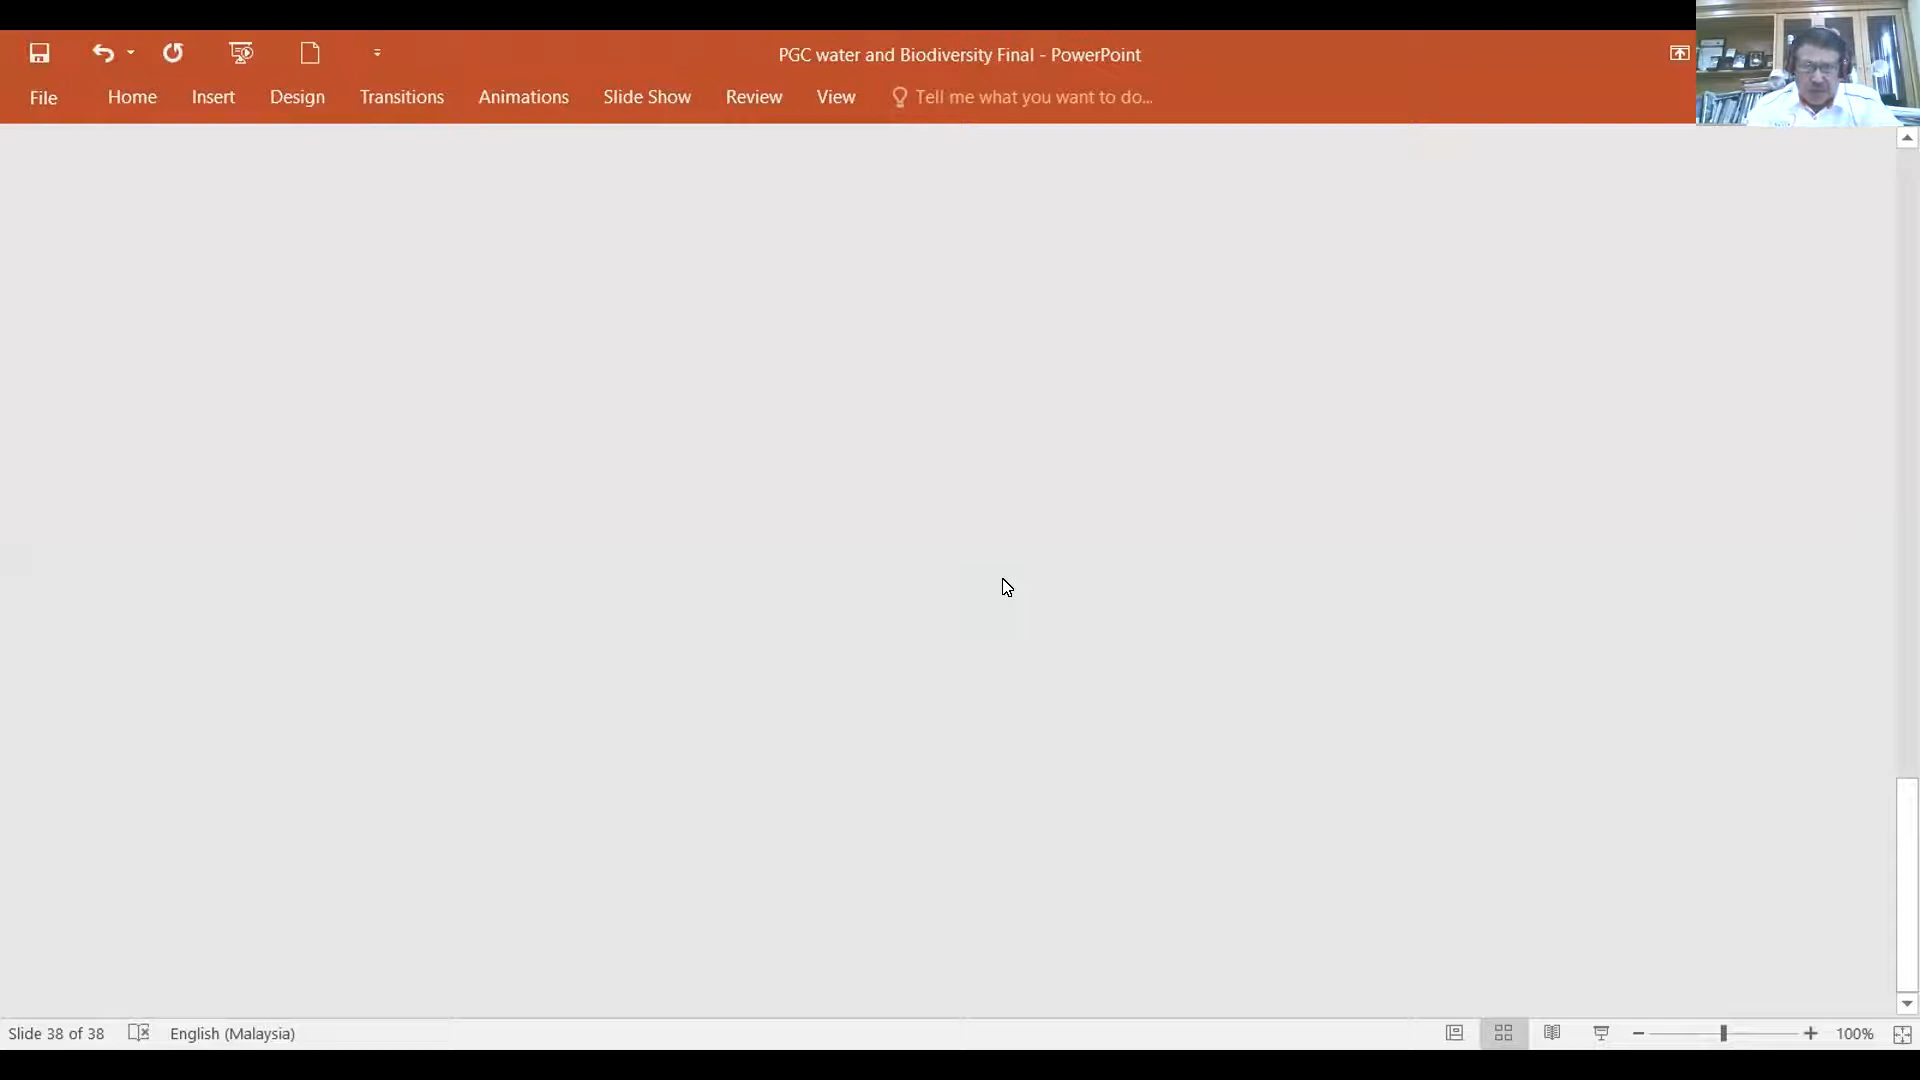 PGC water and Biodiversity Final - PowerPoint
File Home Insert Design Transitions Animations Slide Show Review View Tell me what you want to do...
Slide 38 of 38 English (Malaysia) 100%